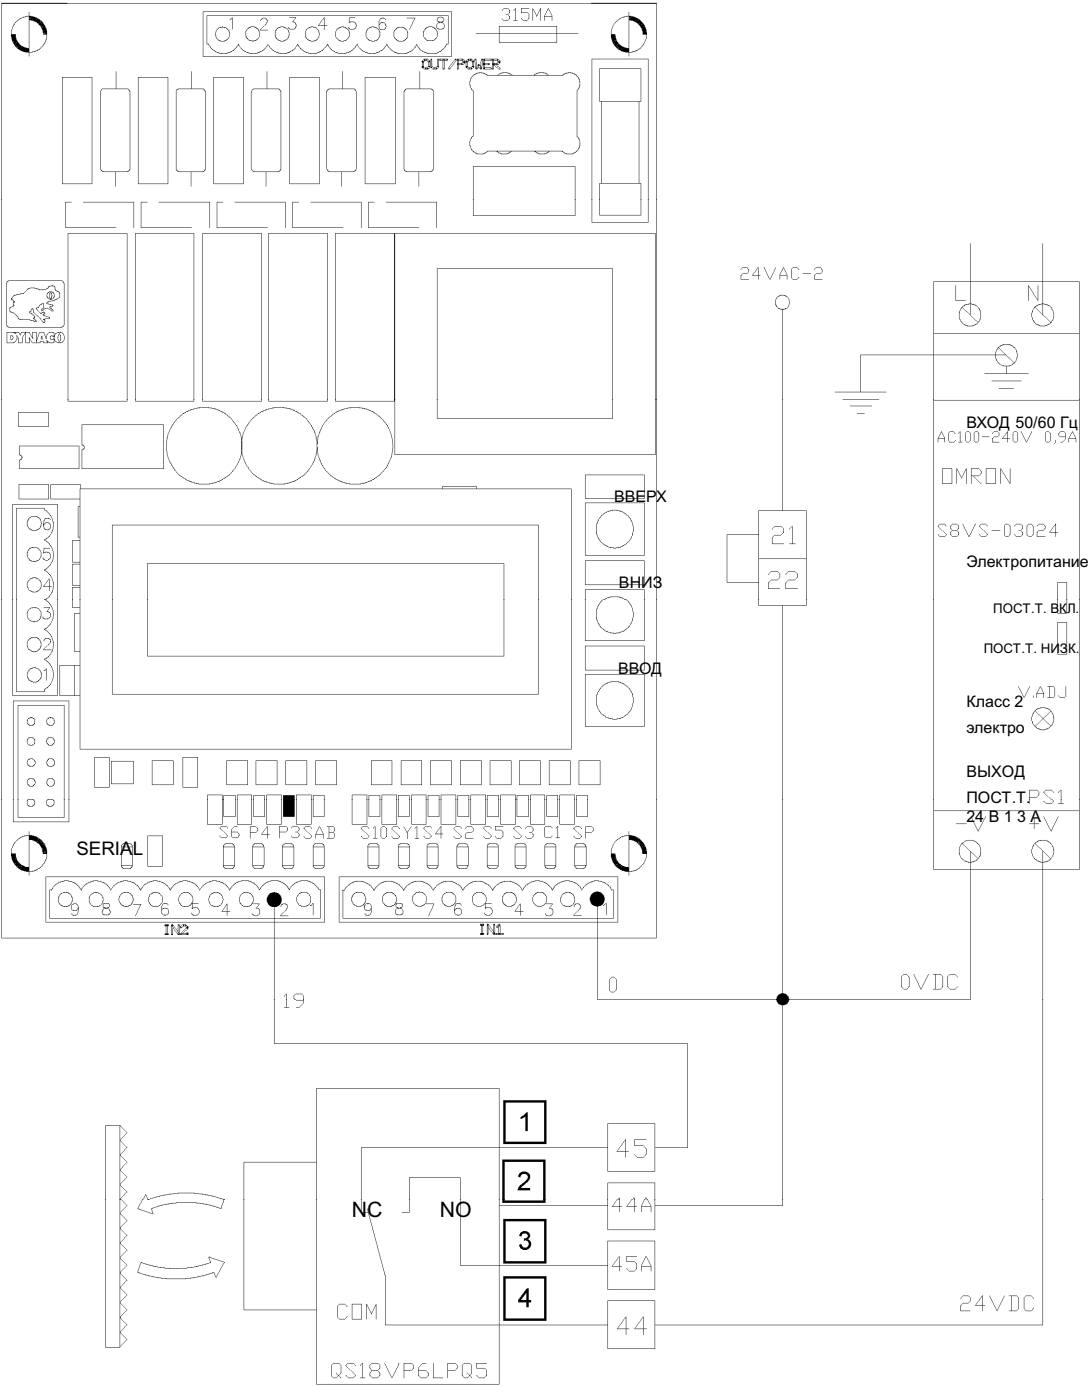 315MA
1 2 3 4 5 6 7 8
OUT/POWER
24VAC-2
L N
DYNACO
ВХОД 50/60 Гц
AC100-240V 0,9A
OMRON
ВВЕРХ
6
5
4
3
2
1
21
22
S8VS-03024
Электропитание
ВНИЗ
ПОСТ.Т. ВКЛ.
ПОСТ.Т. НИЗК.
ВВОД
V.ADJ
Класс 2
электро
ВЫХОД
ПОСТ.Т.
PS1
24 В 1 3 А
-V +V
S6 P4 P3 SAB S10 SY1 S4 S2 S5 S3 C1 SP
SERIAL
9 8 7 6 5 4 3 2 1
9 8 7 6 5 4 3 2 1
IN2 IN1
0VDC
0
19
1
45
2
44A
NC NO
3
45A
4
COM
44
24VDC
QS18VP6LPQ5